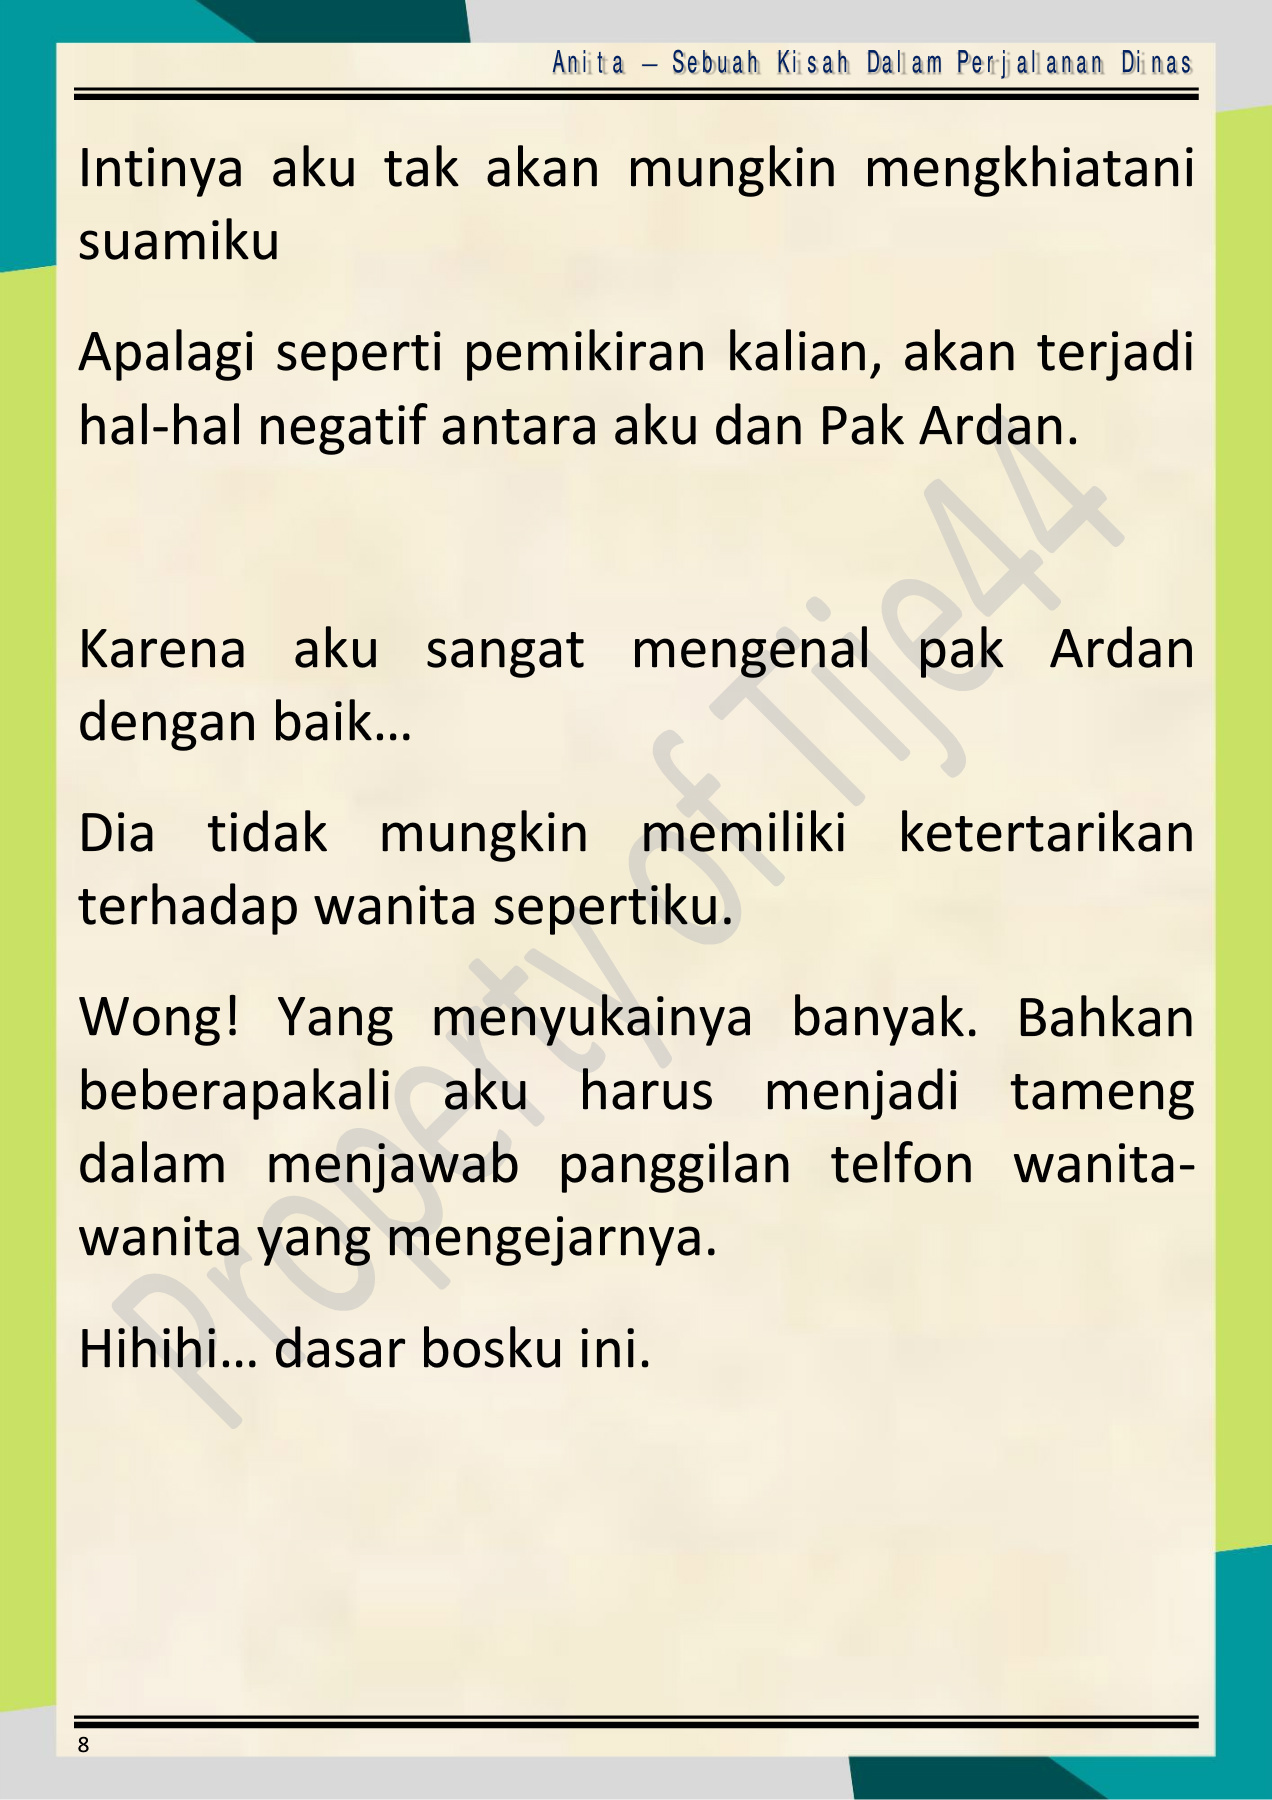 Anita – Sebuah Kisah Dalam Perjalanan Dinas
Intinya aku tak akan mungkin mengkhiatani
suamiku
Apalagi seperti pemikiran kalian, akan terjadi
hal-hal negatif antara aku dan Pak Ardan.
Karena aku sangat mengenal pak Ardan
dengan baik…
Dia tidak mungkin memiliki ketertarikan
terhadap wanita sepertiku.
Wong! Yang menyukainya banyak. Bahkan
beberapakali aku harus menjadi tameng
dalam menjawab panggilan telfon wanita-
wanita yang mengejarnya.
Hihihi… dasar bosku ini.
Property of Tije44
8